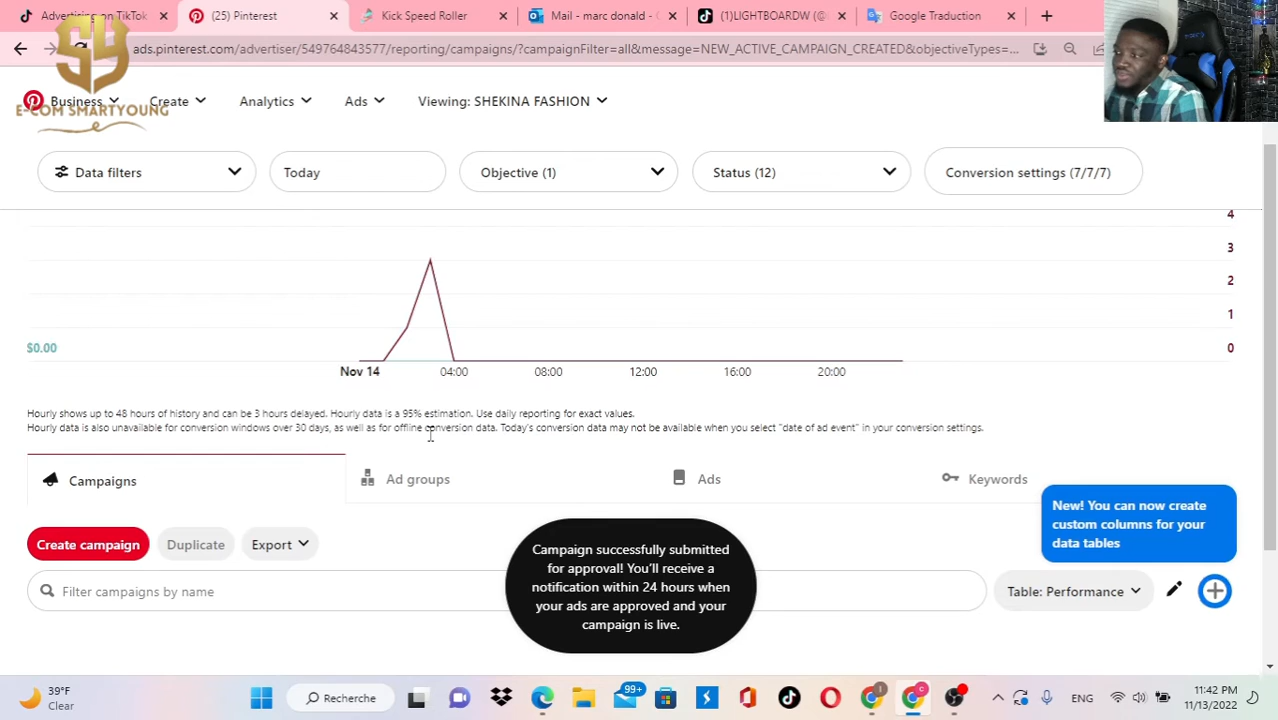 Advertising on TikTok
(25) Pinterest
Kick Speed Roller
Mail - marc donald -
(1)LIGHTBOARDW (@
Google Traduction
ads.pinterest.com/advertiser/549764843577/reporting/campaigns/?campaignFilter=all&message=NEW_ACTIVE_CAMPAIGN_CREATED&objectiveTypes=...
E-COM SMARTYOUNG
Business
Create
Analytics
Ads
Viewing: SHEKINA FASHION
Data filters
Today
Objective (1)
Status (12)
Conversion settings (7/7/7)
4
3
2
1
0
$0.00
Nov 14
04:00
08:00
12:00
16:00
20:00
Hourly shows up to 48 hours of history and can be 3 hours delayed. Hourly data is a 95% estimation. Use daily reporting for exact values.
Hourly data is also unavailable for conversion windows over 30 days, as well as for offline conversion data. Today's conversion data may not be available when you select "date of ad event" in your conversion settings.
Campaigns
Ad groups
Ads
Keywords
New! You can now create
custom columns for your
data tables
Create campaign
Duplicate
Export
Campaign successfully submitted
for approval! You'll receive a
notification within 24 hours when
your ads are approved and your
campaign is live.
Filter campaigns by name
Table: Performance
39°F
Clear
Recherche
99+
ENG
11:42 PM
11/13/2022